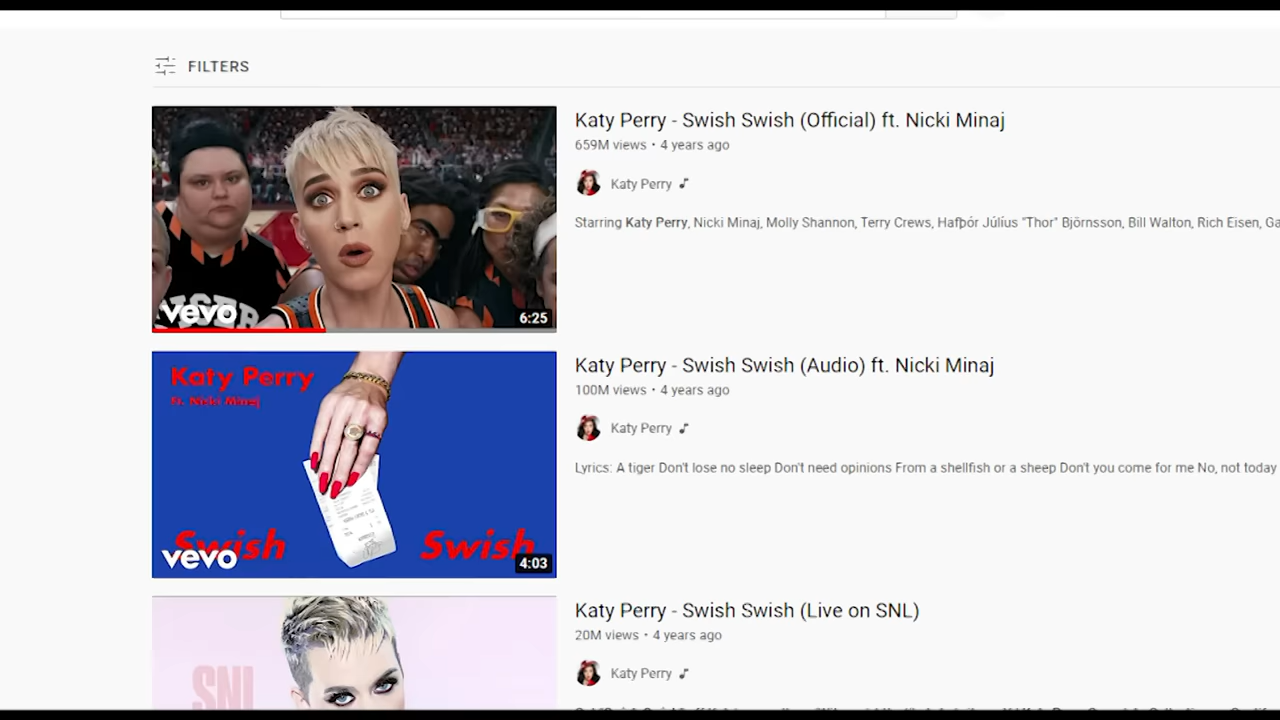 FILTERS
Katy Perry - Swish Swish (Official) ft. Nicki Minaj
659M views • 4 years ago
Katy Perry
Starring Katy Perry, Nicki Minaj, Molly Shannon, Terry Crews, Hafþór Júlíus "Thor" Björnsson, Bill Walton, Rich Eisen, Ga
vevo
6:25
Katy Perry
ft. Nicki Minaj
Swish Swish
vevo
4:03
Katy Perry - Swish Swish (Audio) ft. Nicki Minaj
100M views • 4 years ago
Katy Perry
Lyrics: A tiger Don't lose no sleep Don't need opinions From a shellfish or a sheep Don't you come for me No, not today
SNL
Katy Perry - Swish Swish (Live on SNL)
20M views • 4 years ago
Katy Perry